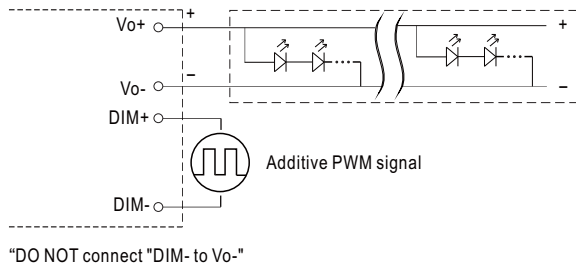 Vo+ + +
Vo- – –
DIM+
Additive PWM signal
DIM-
“DO NOT connect "DIM- to Vo-"